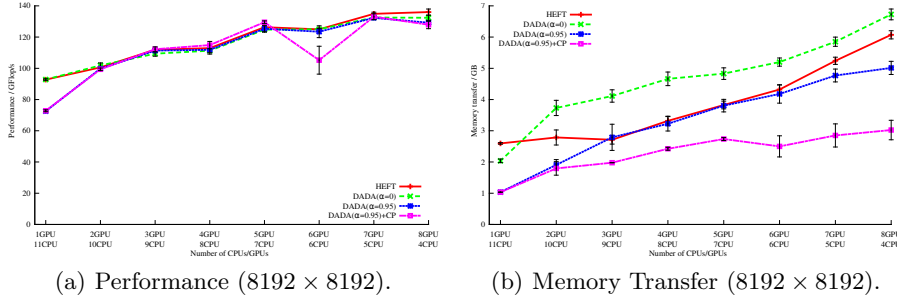 140
120
100
80
60
40
20
0
Performance / GFlop/s
HEFT
DADA(α=0)
DADA(α=0.95)
DADA(α=0.95)+CP
1GPU 2GPU 3GPU 4GPU 5GPU 6GPU 7GPU 8GPU
11CPU 10CPU 9CPU 8CPU 7CPU 6CPU 5CPU 4CPU
Number of CPUs/GPUs
(a) Performance (8192 × 8192).
7
6
5
4
3
2
1
0
Memory transfer / GB
HEFT
DADA(α=0)
DADA(α=0.95)
DADA(α=0.95)+CP
1GPU 2GPU 3GPU 4GPU 5GPU 6GPU 7GPU 8GPU
11CPU 10CPU 9CPU 8CPU 7CPU 6CPU 5CPU 4CPU
Number of CPUs/GPUs
(b) Memory Transfer (8192 × 8192).